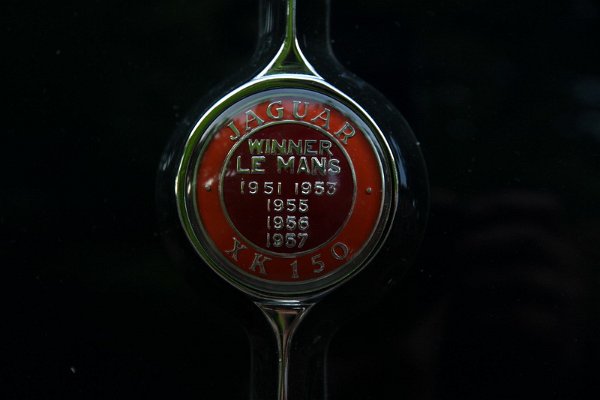 JAGUAR
WINNER
LE MANS
1951 1953
1955
1956
1957
XK 150